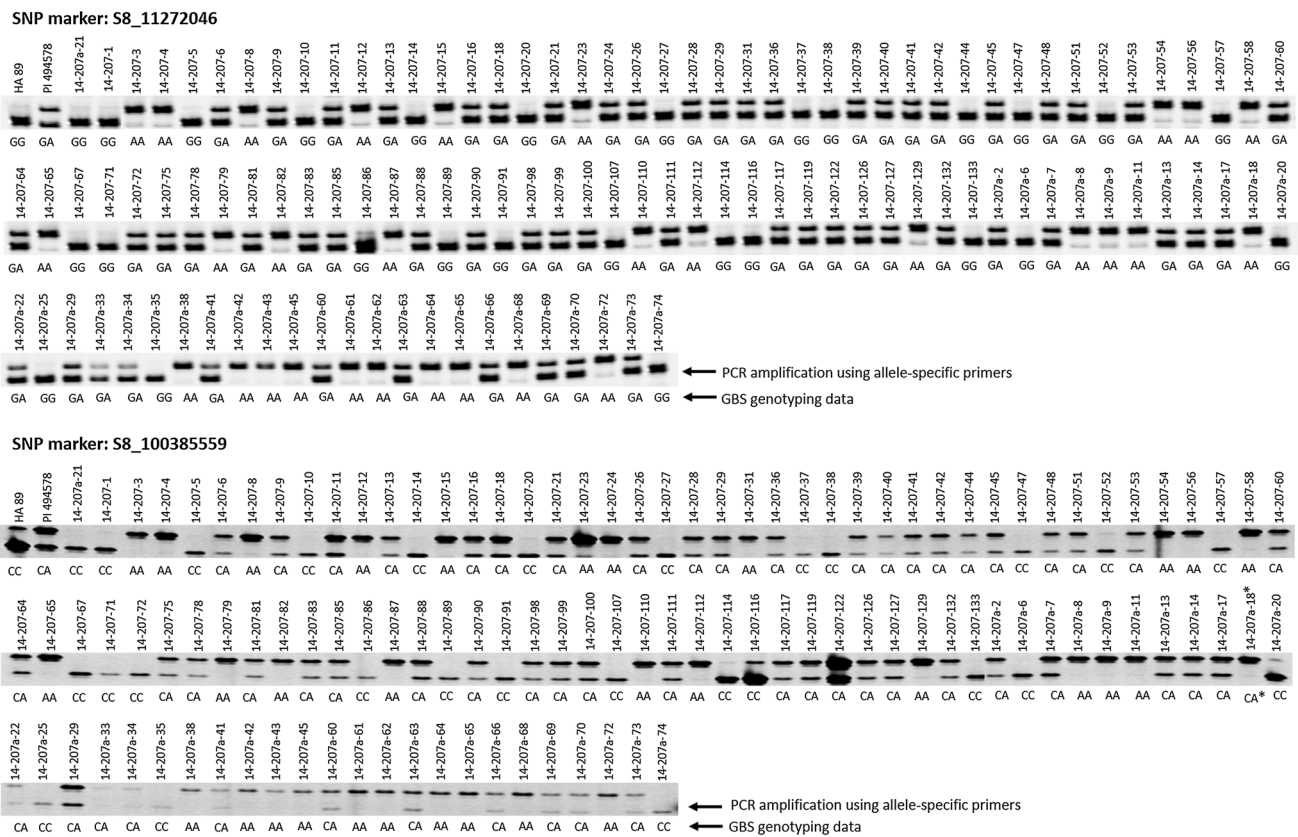 SNP marker: S8_11272046
HA 89 PI 494578 14-207a-21 14-207-1 14-207-3 14-207-4 14-207-5 14-207-6 14-207-8 14-207-9 14-207-10 14-207-11 14-207-12 14-207-13 14-207-14 14-207-15 14-207-16 14-207-18 14-207-20 14-207-21 14-207-23 14-207-24 14-207-26 14-207-27 14-207-28 14-207-29 14-207-31 14-207-36 14-207-37 14-207-38 14-207-39 14-207-40 14-207-41 14-207-42 14-207-44 14-207-45 14-207-47 14-207-48 14-207-51 14-207-52 14-207-53 14-207-54 14-207-56 14-207-57 14-207-58 14-207-60
GG GA GG GG AA AA GG GA AA GA GG GA AA GA GG AA GA GA GG GA AA GA GA GG GA GA GA GA GG GG GA GA GA GA GG GA GG GA GA GG GA AA AA GG AA GA
14-207-64 14-207-65 14-207-67 14-207-71 14-207-72 14-207-75 14-207-78 14-207-79 14-207-81 14-207-82 14-207-83 14-207-85 14-207-86 14-207-87 14-207-88 14-207-89 14-207-90 14-207-91 14-207-98 14-207-99 14-207-100 14-207-107 14-207-110 14-207-111 14-207-112 14-207-114 14-207-116 14-207-117 14-207-119 14-207-122 14-207-126 14-207-127 14-207-129 14-207-132 14-207-133 14-207a-2 14-207a-6 14-207a-7 14-207a-8 14-207a-9 14-207a-11 14-207a-13 14-207a-14 14-207a-17 14-207a-18 14-207a-20
GA AA GG GG GA GA GA AA GA AA GA GA GG AA GA GG GA GG GA GA GA GG AA GA AA GG GG GA GA GA GA GA AA GA GG GA GG GA AA AA AA GA GA GA AA GG
14-207a-22 14-207a-25 14-207a-29 14-207a-33 14-207a-34 14-207a-35 14-207a-38 14-207a-41 14-207a-42 14-207a-43 14-207a-45 14-207a-60 14-207a-61 14-207a-62 14-207a-63 14-207a-64 14-207a-65 14-207a-66 14-207a-68 14-207a-69 14-207a-70 14-207a-72 14-207a-73 14-207a-74
PCR amplification using allele-specific primers
GA GG GA GA GA GG AA GA AA AA AA GA AA AA GA AA AA GA AA GA GA AA GA GG GBS genotyping data
SNP marker: S8_100385559
HA 89 PI 494578 14-207a-21 14-207-1 14-207-3 14-207-4 14-207-5 14-207-6 14-207-8 14-207-9 14-207-10 14-207-11 14-207-12 14-207-13 14-207-14 14-207-15 14-207-16 14-207-18 14-207-20 14-207-21 14-207-23 14-207-24 14-207-26 14-207-27 14-207-28 14-207-29 14-207-31 14-207-36 14-207-37 14-207-38 14-207-39 14-207-40 14-207-41 14-207-42 14-207-44 14-207-45 14-207-47 14-207-48 14-207-51 14-207-52 14-207-53 14-207-54 14-207-56 14-207-57 14-207-58 14-207-60
CC CA CC CC AA AA CC CA AA CA CC CA AA CA CC AA CA CA CC CA AA AA CA CC CA CA AA CA CC CC CA CA CA CA CA CA CC CA CA CC CA AA AA CC AA CA
14-207-64 14-207-65 14-207-67 14-207-71 14-207-72 14-207-75 14-207-78 14-207-79 14-207-81 14-207-82 14-207-83 14-207-85 14-207-86 14-207-87 14-207-88 14-207-89 14-207-90 14-207-91 14-207-98 14-207-99 14-207-100 14-207-107 14-207-110 14-207-111 14-207-112 14-207-114 14-207-116 14-207-117 14-207-119 14-207-122 14-207-126 14-207-127 14-207-129 14-207-132 14-207-133 14-207a-2 14-207a-6 14-207a-7 14-207a-8 14-207a-9 14-207a-11 14-207a-13 14-207a-14 14-207a-17 14-207a-18* 14-207a-20
CA AA CC CC CC CA CA AA CA AA CA CA CC AA CA CC CA CC CA CA CA CC AA CA AA CC CC CA CA CA CA CA AA CA CC CA CC CA AA AA AA CA CA CA CA* CC
14-207a-22 14-207a-25 14-207a-29 14-207a-33 14-207a-34 14-207a-35 14-207a-38 14-207a-41 14-207a-42 14-207a-43 14-207a-45 14-207a-60 14-207a-61 14-207a-62 14-207a-63 14-207a-64 14-207a-65 14-207a-66 14-207a-68 14-207a-69 14-207a-70 14-207a-72 14-207a-73 14-207a-74
PCR amplification using allele-specific primers
CA CC CA CA CA CC AA CA AA AA AA CA AA AA CA AA AA CA AA CA CA AA CA CC GBS genotyping data